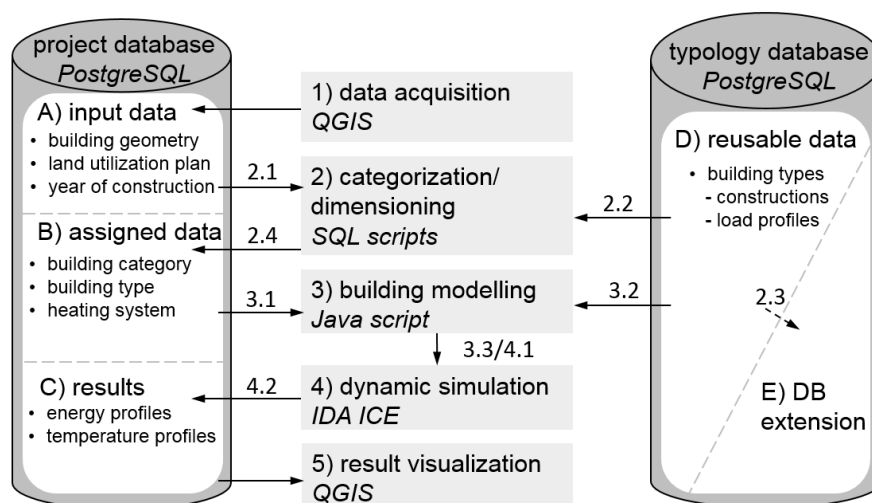 project database
PostgreSQL
A) input data
• building geometry
• land utilization plan
• year of construction
B) assigned data
• building category
• building type
• heating system
C) results
• energy profiles
• temperature profiles
1) data acquisition
QGIS
2.1
2) categorization/
dimensioning
SQL scripts
2.2
2.4
3.1
3) building modelling
Java script
3.2
3.3/4.1
4.2
4) dynamic simulation
IDA ICE
5) result visualization
QGIS
typology database
PostgreSQL
D) reusable data
• building types
- constructions
- load profiles
2.3
E) DB
extension